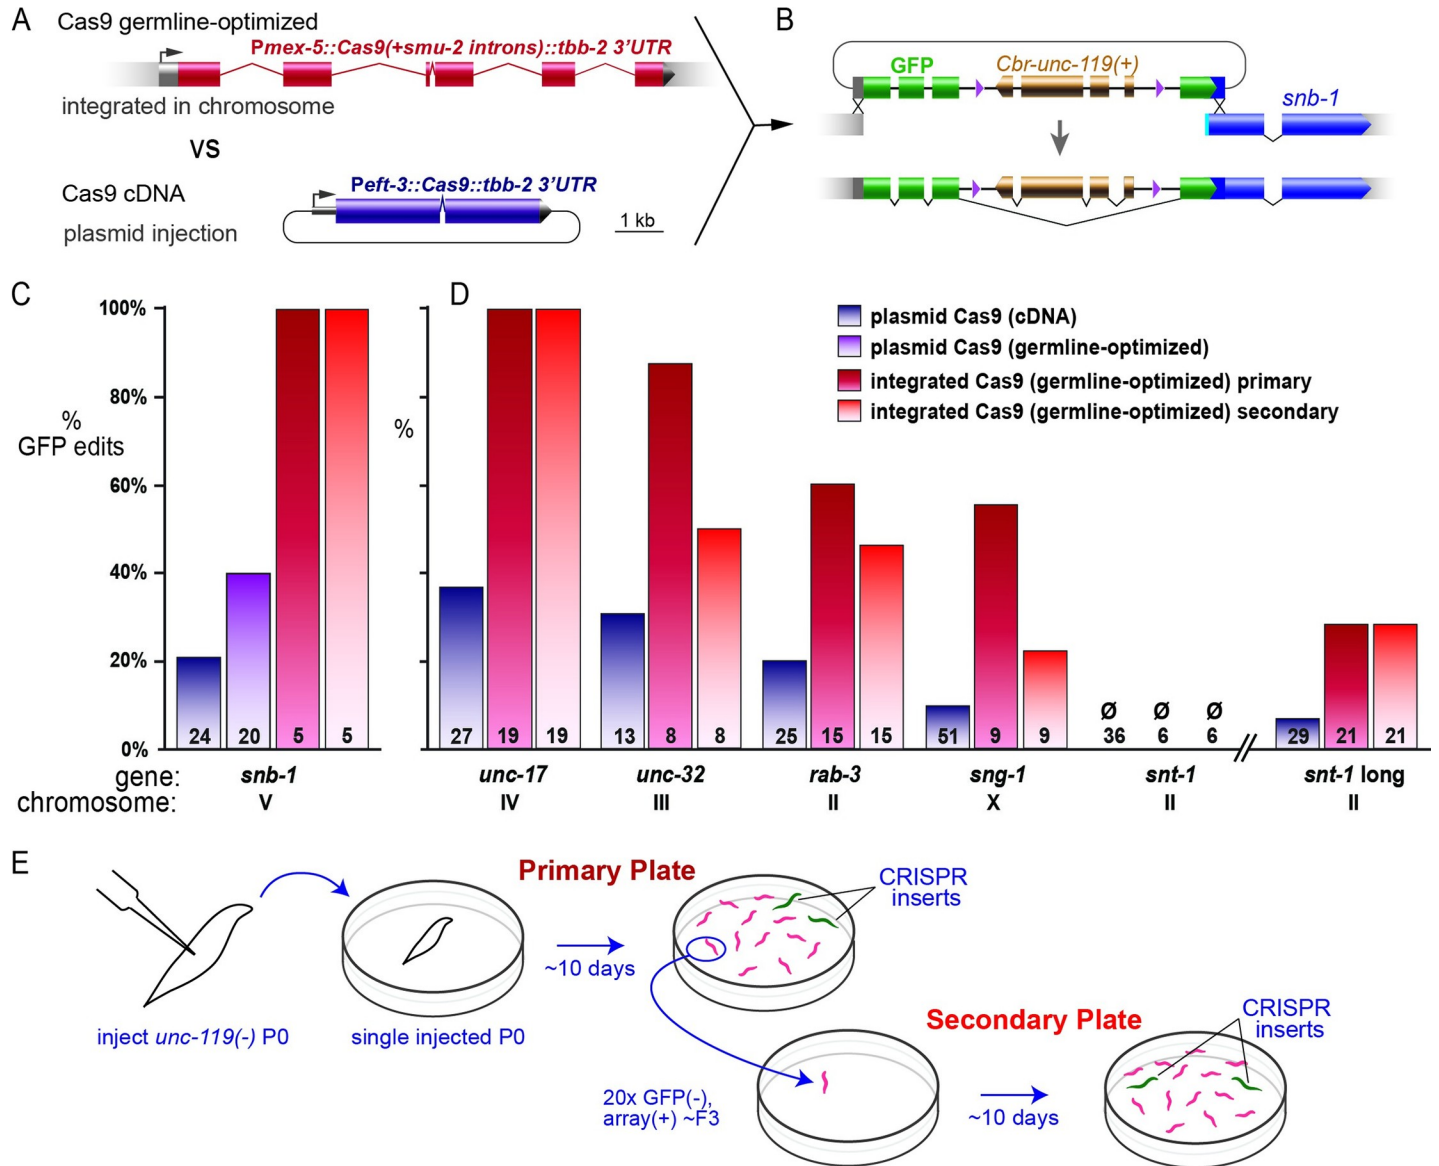 A
Cas9 germline-optimized
Pmex-5::Cas9(+smu-2 introns)::tbb-2 3'UTR
integrated in chromosome
VS
Cas9 cDNA
Peft-3::Cas9::tbb-2 3'UTR
plasmid injection
1 kb
B
GFP
Cbr-unc-119(+)
snb-1
C
100%
80%
%
GFP edits
60%
40%
20%
0%
24 20 5 5
gene: snb-1
chromosome: V
D
%
plasmid Cas9 (cDNA)
plasmid Cas9 (germline-optimized)
integrated Cas9 (germline-optimized) primary
integrated Cas9 (germline-optimized) secondary
Ø Ø Ø
27 19 19 13 8 8 25 15 15 51 9 9 36 6 6 29 21 21
unc-17 unc-32 rab-3 sng-1 snt-1 snt-1 long
IV III II X II II
E
Primary Plate
CRISPR
inserts
~10 days
inject unc-119(-) P0
single injected P0
Secondary Plate
CRISPR
inserts
20x GFP(-),
array(+) ~F3
~10 days